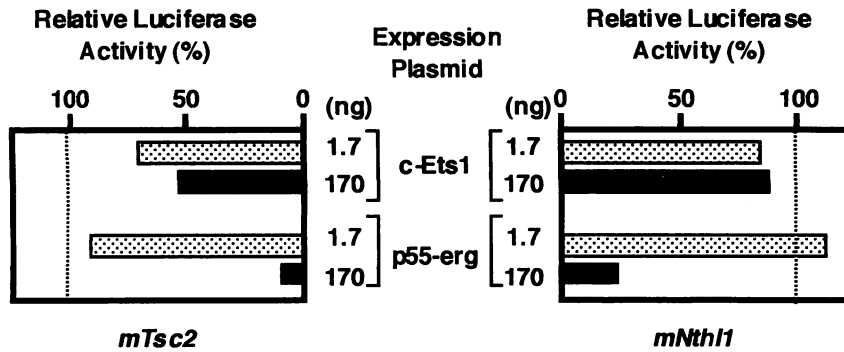 Relative Luciferase
Activity (%)
100 50 0
Expression
Plasmid
(ng) (ng)
Relative Luciferase
Activity (%)
0 50 100
1.7 c-Ets1 1.7
170 170
1.7 p55-erg 1.7
170 170
mTsc2
mNthl1